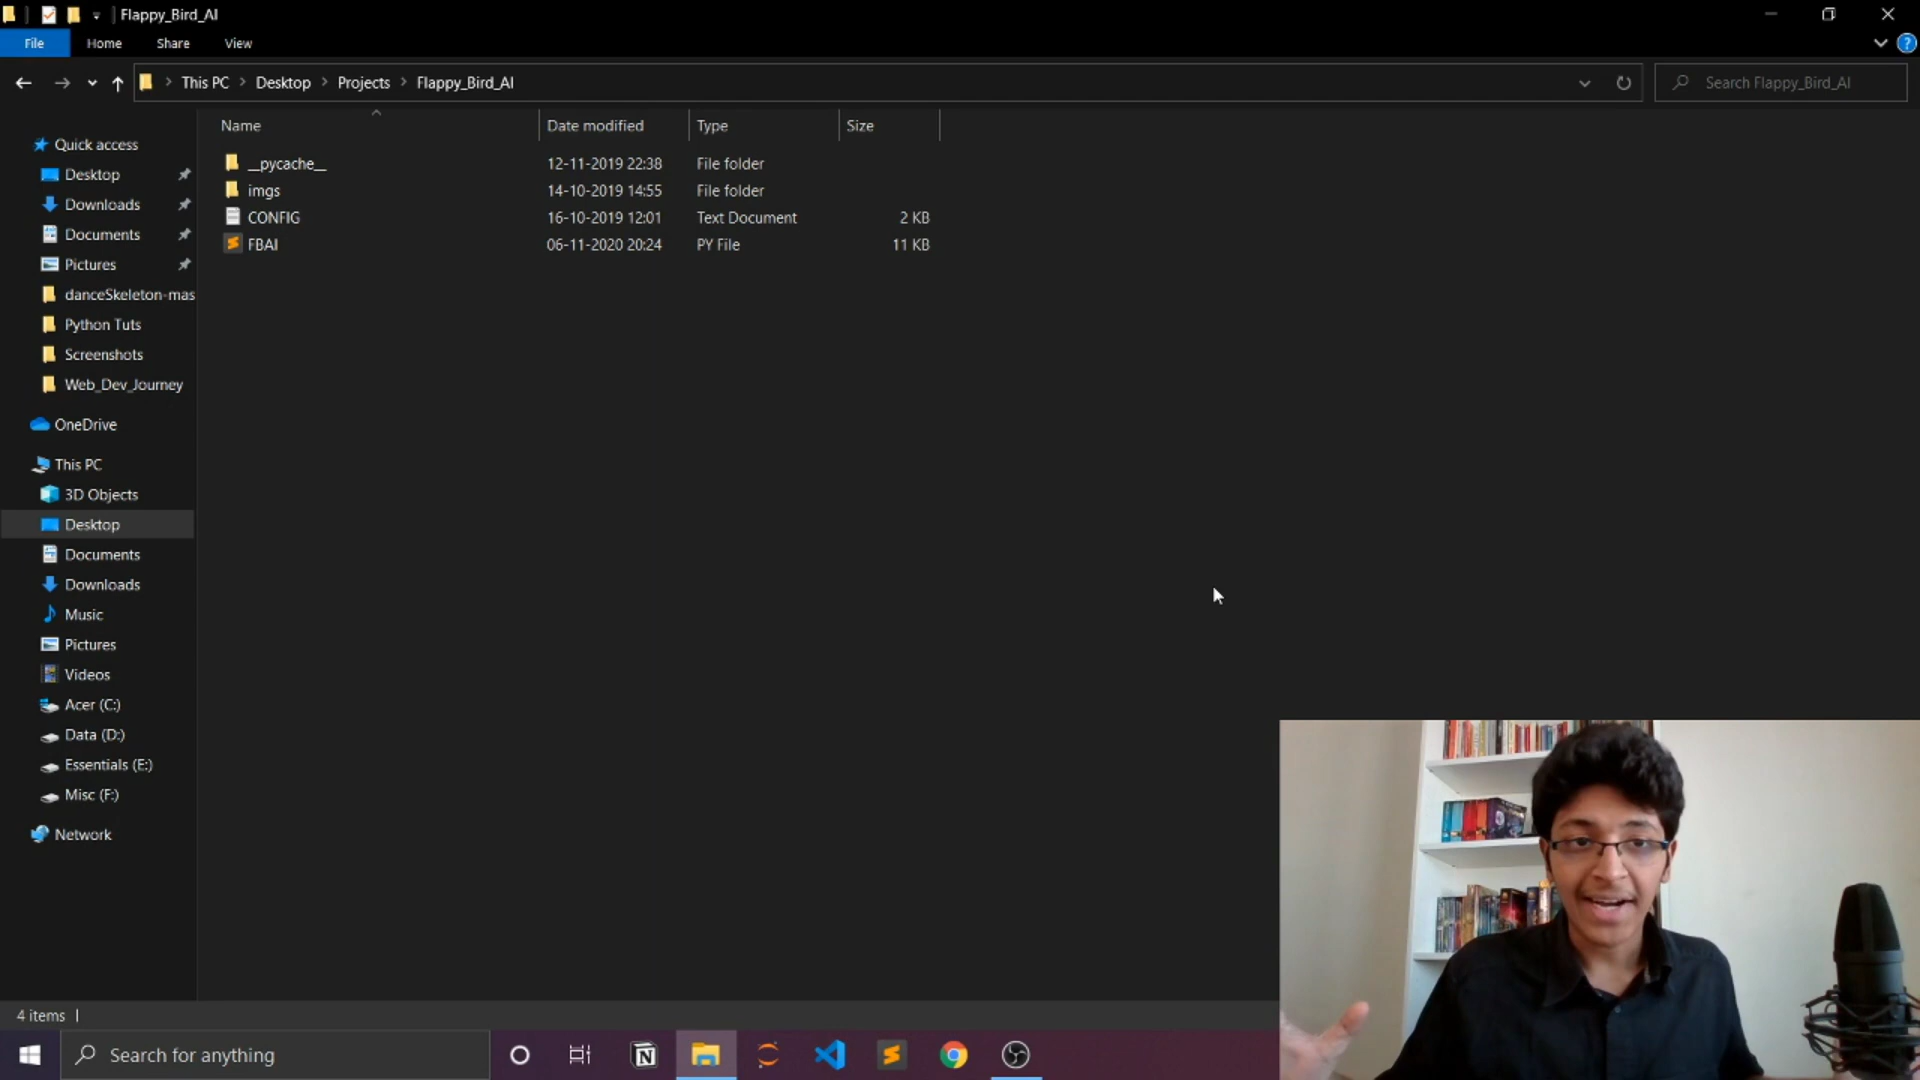 Flappy_Bird_AI
File Home Share View
This PC Desktop Projects Flappy_Bird_AI
Search Flappy_Bird_AI
Name Date modified Type Size
__pycache__ 12-11-2019 22:38 File folder
imgs 14-10-2019 14:55 File folder
CONFIG 16-10-2019 12:01 Text Document 2 KB
FBAI 06-11-2020 20:24 PY File 11 KB
Quick access
Desktop
Downloads
Documents
Pictures
danceSkeleton-mas
Python Tuts
Screenshots
Web_Dev_Journey
OneDrive
This PC
3D Objects
Desktop
Documents
Downloads
Music
Pictures
Videos
Acer (C:)
Data (D:)
Essentials (E:)
Misc (F:)
Network
4 items
Search for anything